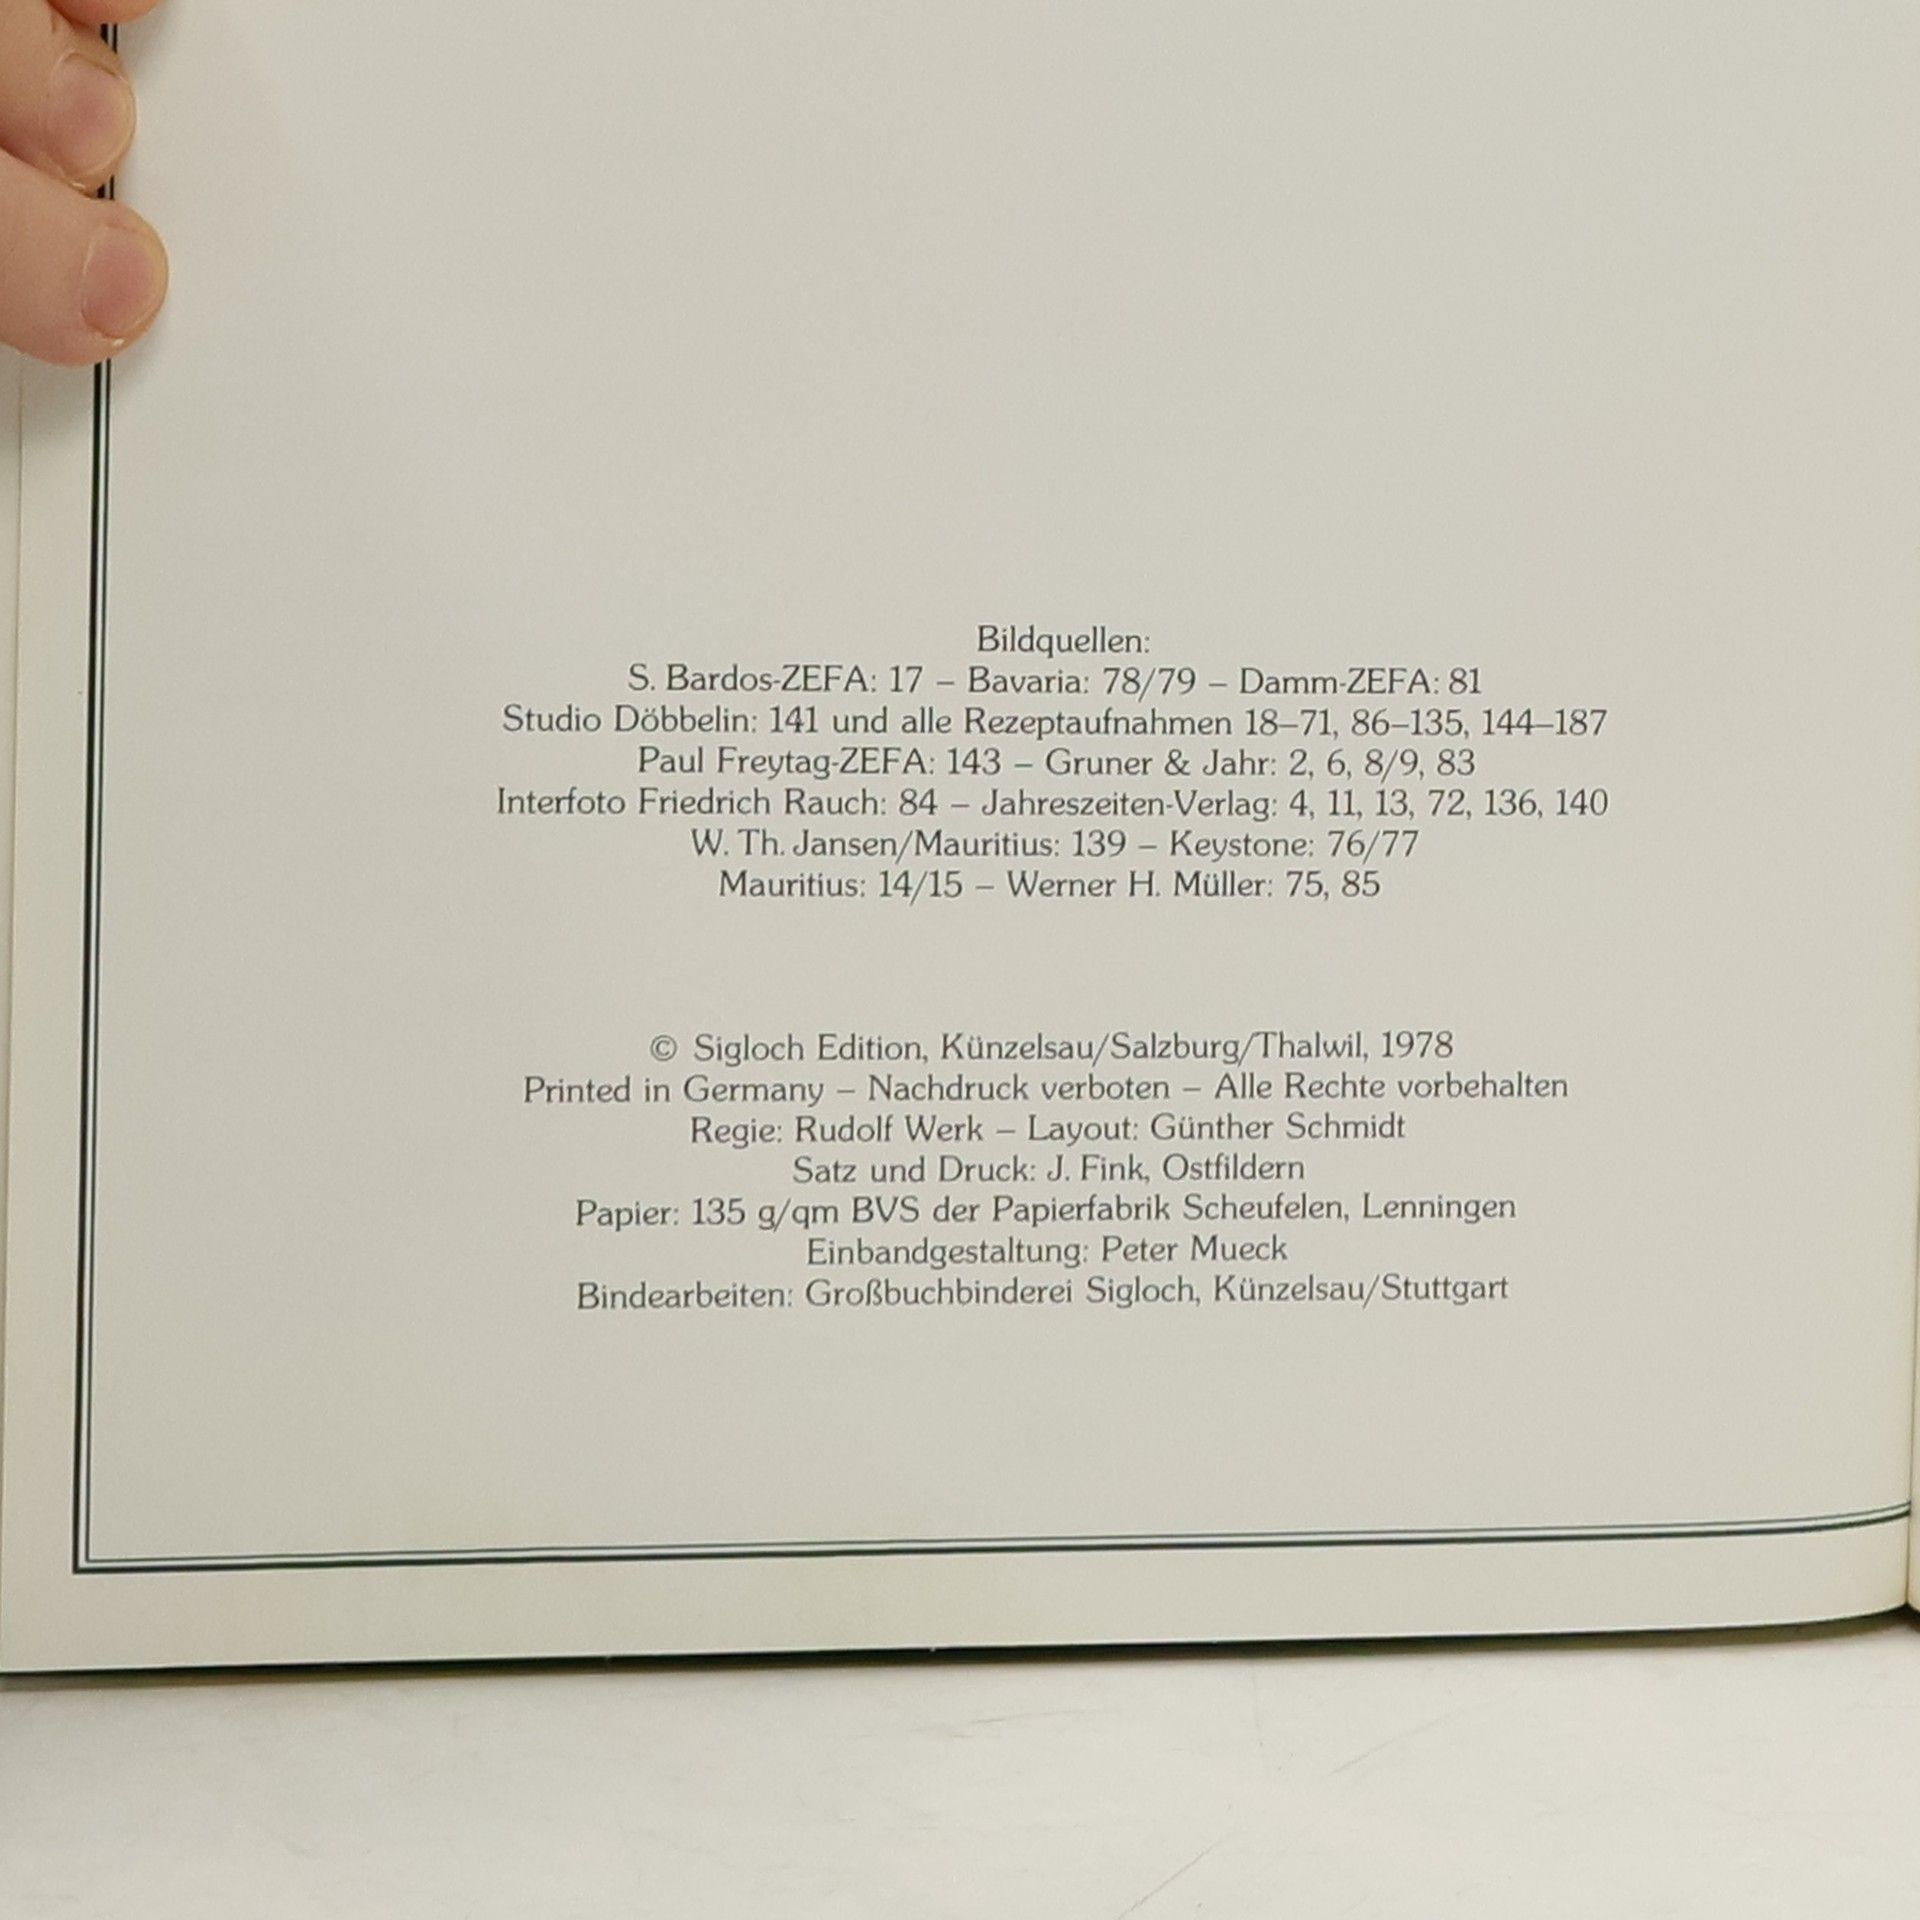 Bildquellen:
S. Bardos-ZEFA: 17 – Bavaria: 78/79 – Damm-ZEFA: 81
Studio Döbbelin: 141 und alle Rezeptaufnahmen 18–71, 86–135, 144–187
Paul Freytag-ZEFA: 143 – Gruner & Jahr: 2, 6, 8/9, 83
Interfoto Friedrich Rauch: 84 – Jahreszeiten-Verlag: 4, 11, 13, 72, 136, 140
W. Th. Jansen/Mauritius: 139 – Keystone: 76/77
Mauritius: 14/15 – Werner H. Müller: 75, 85
© Sigloch Edition, Künzelsau/Salzburg/Thalwil, 1978
Printed in Germany – Nachdruck verboten – Alle Rechte vorbehalten
Regie: Rudolf Werk – Layout: Günther Schmidt
Satz und Druck: J. Fink, Ostfildern
Papier: 135 g/qm BVS der Papierfabrik Scheufelen, Lenningen
Einbandgestaltung: Peter Mueck
Bindearbeiten: Großbuchbinderei Sigloch, Künzelsau/Stuttgart